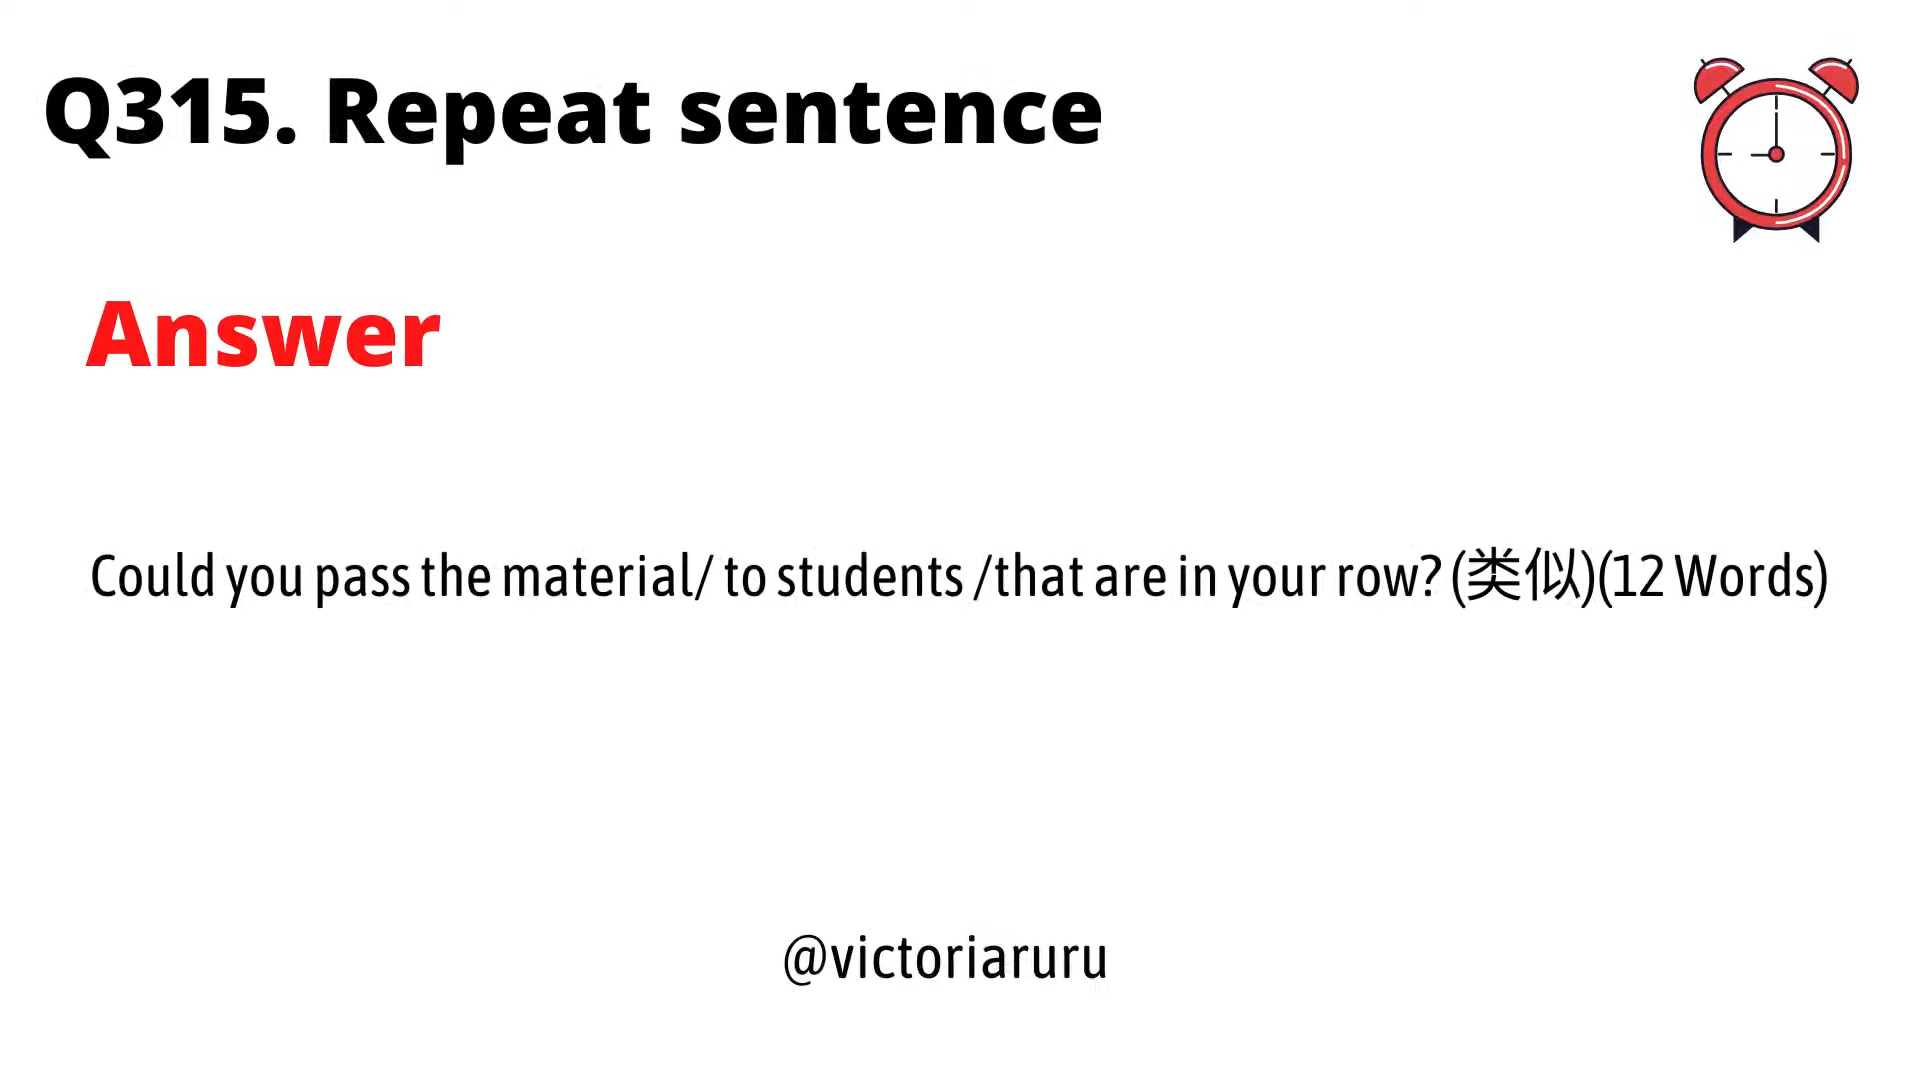 Q315. Repeat sentence
Answer
Could you pass the material/ to students /that are in your row? (类似)(12 Words)
@victoriaruru